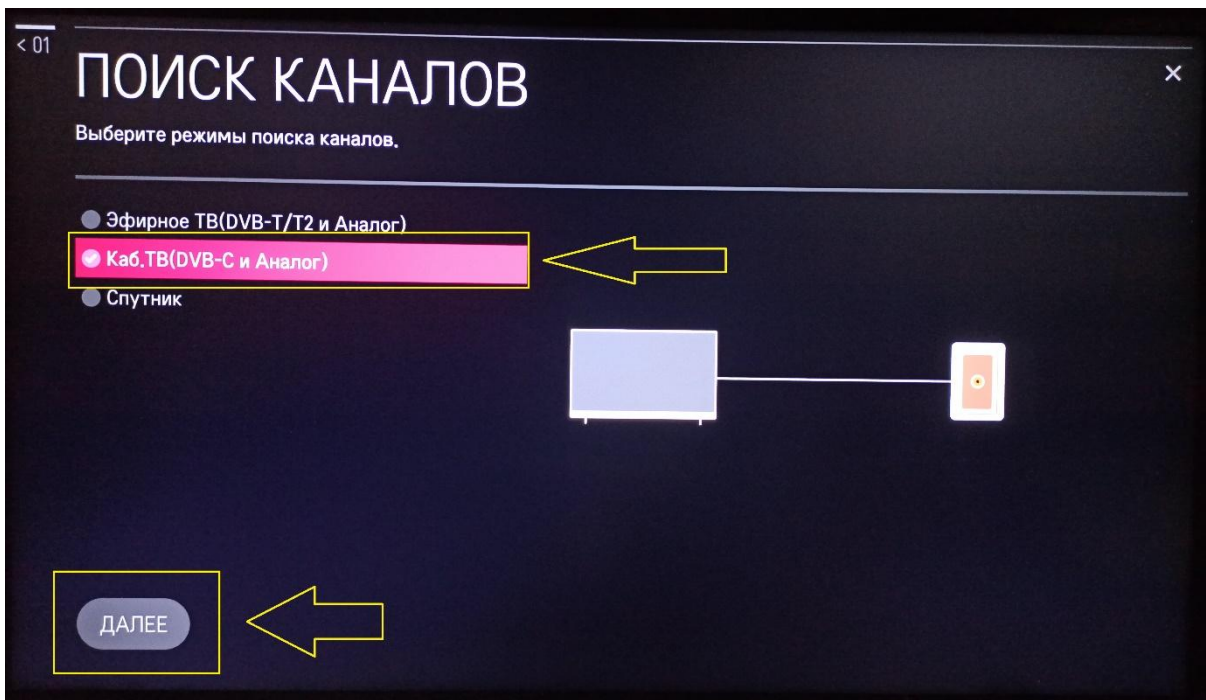 < 01
ПОИСК КАНАЛОВ
Выберите режимы поиска каналов.
Эфирное ТВ(DVB-T/T2 и Аналог)
Каб.ТВ(DVB-C и Аналог)
Спутник
ДАЛЕЕ